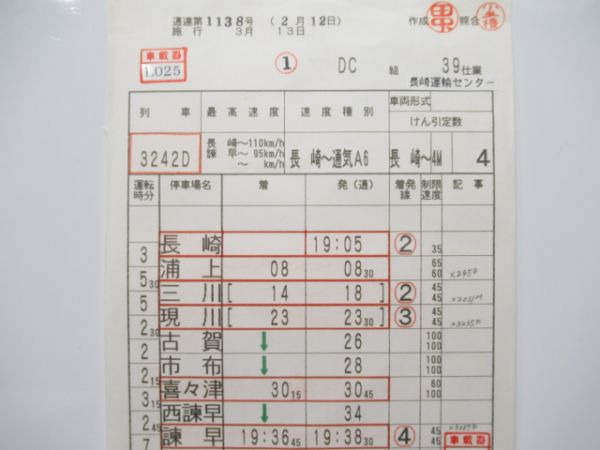 通達第1138号 (2月12日) 作成 照合
施行 3月 13日
車載器
L025
① DC 組 39仕業
長崎運輸センター
列車 最高速度 速度種別 車両形式 けん引定数
3242D 長崎〜110km/h 長崎〜通気A6 長崎〜4M 4
諫早〜 95km/h
〜 km/h
運転時分 停車場名 着 発(通) 着発線 制限速度 記事
長崎 19:05 ② 35
3
浦上 08 08 30 65 60
5 30
三川 [ 14 18 ] ② 45 45
5
現川 [ 23 23 30 ] ③ 45 45
2 30
古賀 ↓ 26 100 100
2
市布 ↓ 28 100 100
2 15
喜々津 30 15 30 45 60 100
3 15
西諫早 ↓ 34
2 45
諫早 19:36 45 19:38 30 ④ 45 45
7
車載器